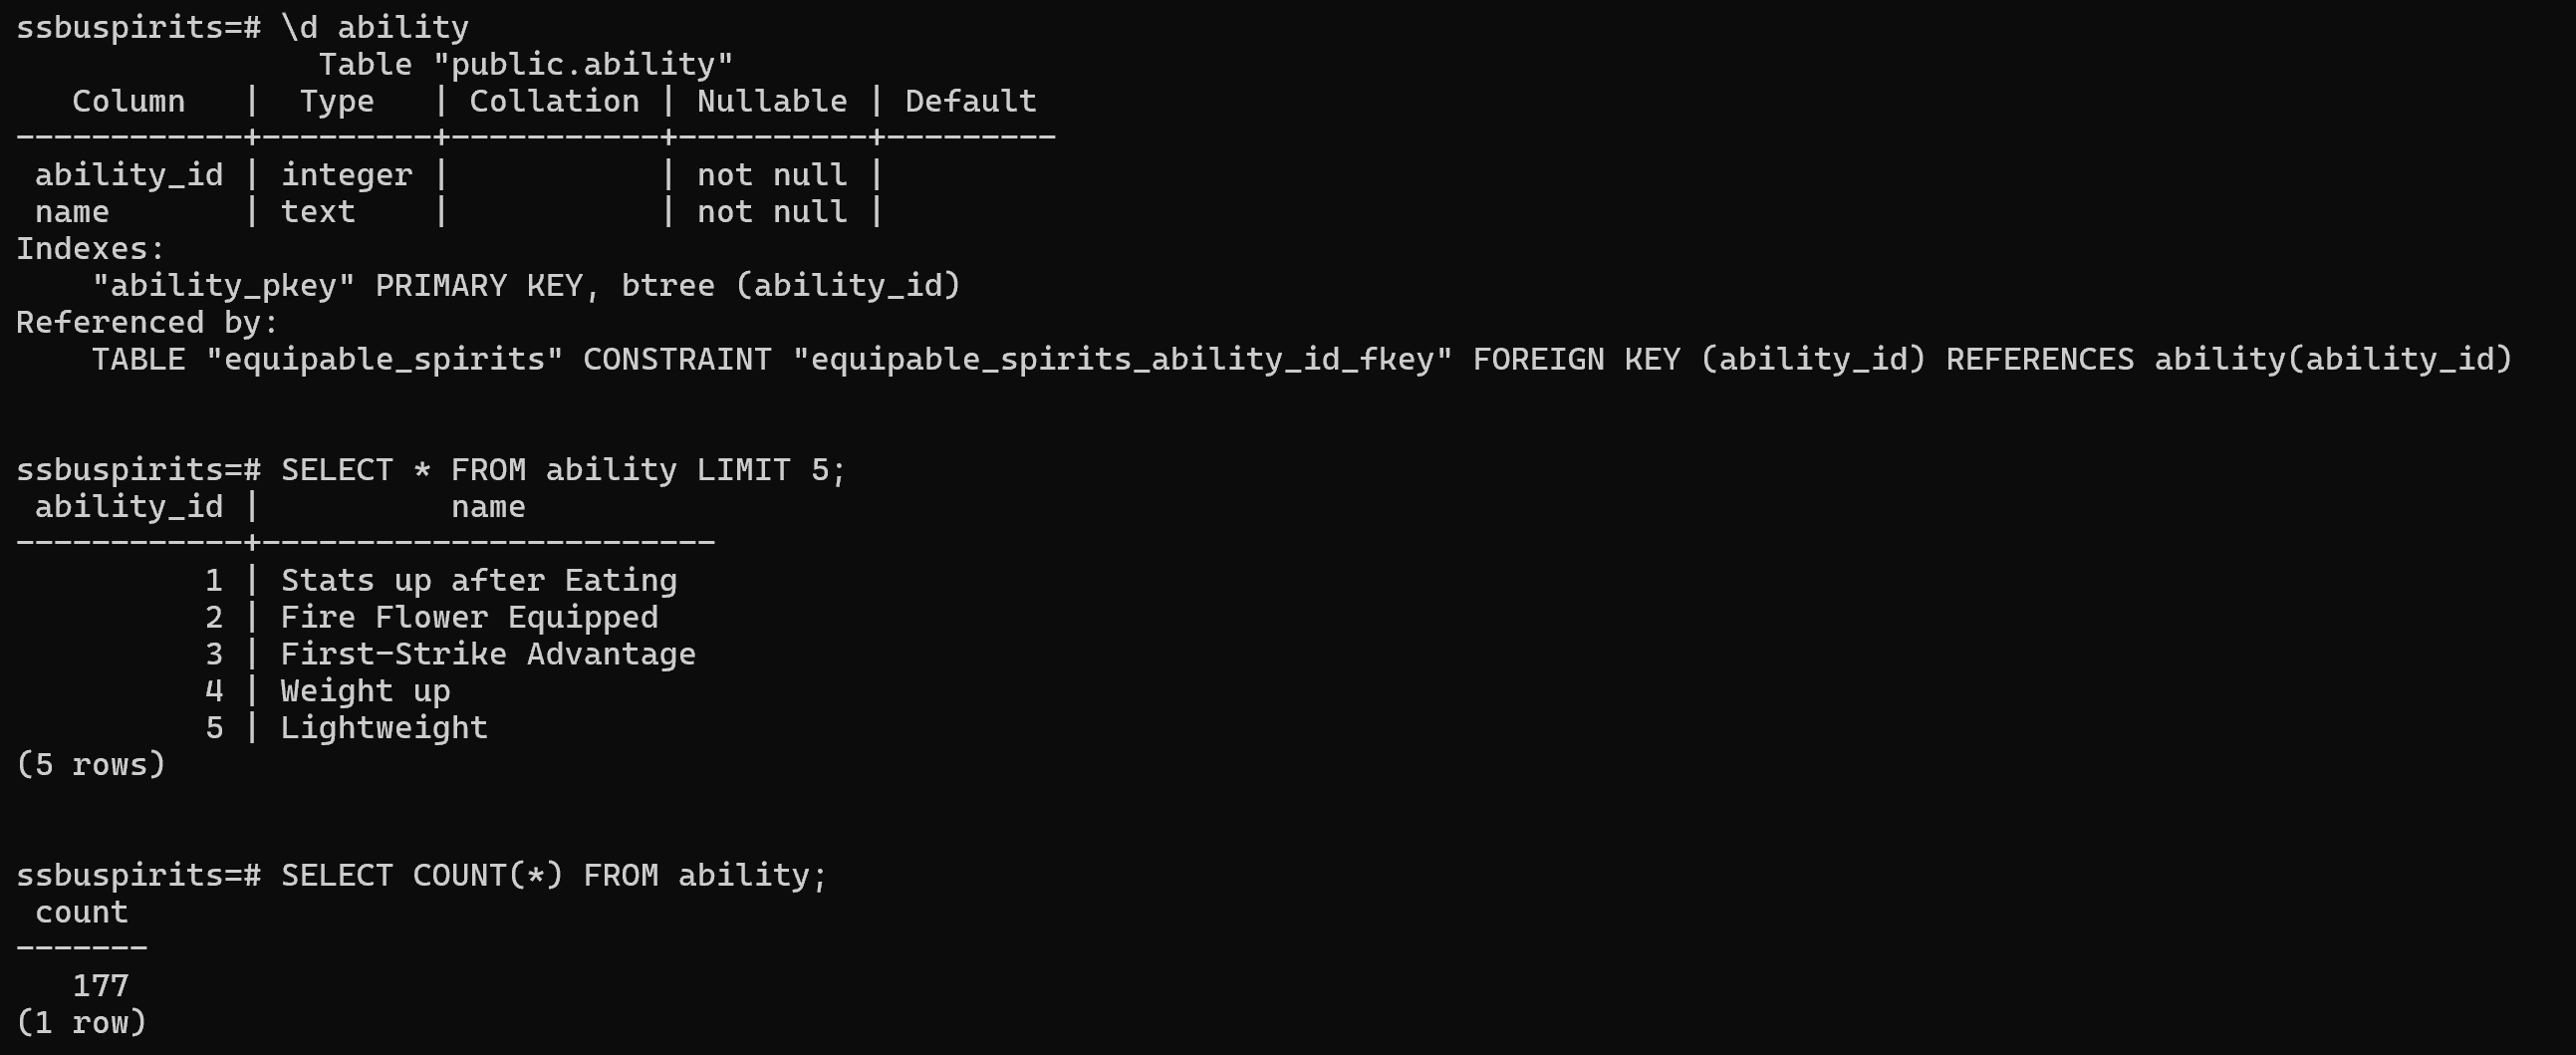 ssbuspirits=# \d ability
Table "public.ability"
Column | Type | Collation | Nullable | Default
------------+---------+-----------+----------+---------
ability_id | integer | | not null |
name | text | | not null |
Indexes:
"ability_pkey" PRIMARY KEY, btree (ability_id)
Referenced by:
TABLE "equipable_spirits" CONSTRAINT "equipable_spirits_ability_id_fkey" FOREIGN KEY (ability_id) REFERENCES ability(ability_id)
ssbuspirits=# SELECT * FROM ability LIMIT 5;
ability_id | name
------------+------------------------
1 | Stats up after Eating
2 | Fire Flower Equipped
3 | First-Strike Advantage
4 | Weight up
5 | Lightweight
(5 rows)
ssbuspirits=# SELECT COUNT(*) FROM ability;
count
-------
177
(1 row)